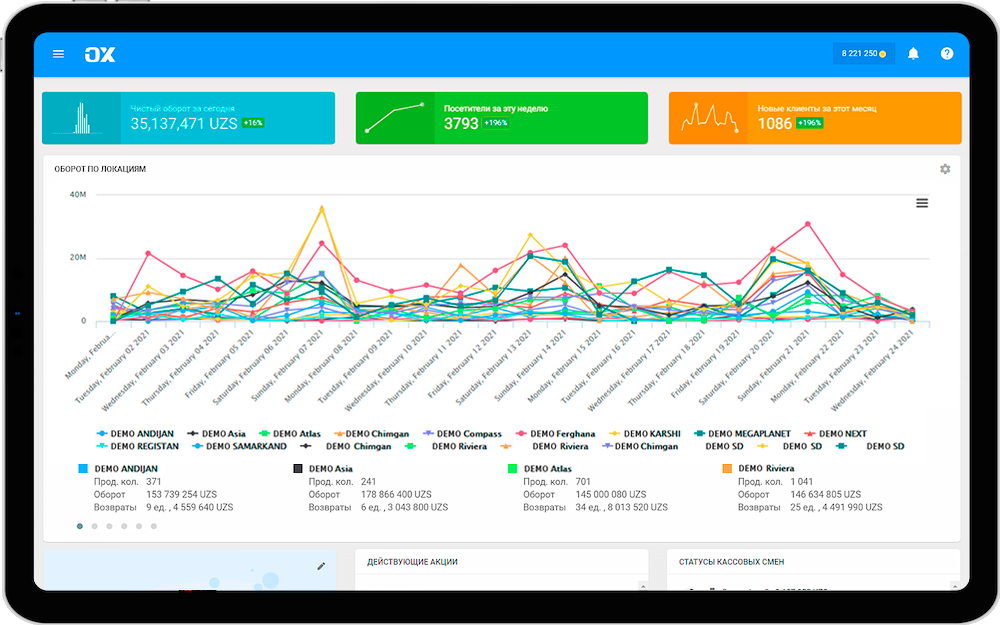 OX
8 221 250
Чистый оборот за сегодня
35,137,471 UZS +16%
Посетители за эту неделю
3793 +196%
Новые клиенты за этот месяц
1086 +196%
ОБОРОТ ПО ЛОКАЦИЯМ
40M
20M
0
Monday, Februa...
Tuesday, February 02 2021
Wednesday, February 03 2021
Thursday, February 04 2021
Friday, February 05 2021
Saturday, February 06 2021
Sunday, February 07 2021
Monday, February 08 2021
Tuesday, February 09 2021
Wednesday, February 10 2021
Thursday, February 11 2021
Friday, February 12 2021
Saturday, February 13 2021
Sunday, February 14 2021
Monday, February 15 2021
Tuesday, February 16 2021
Wednesday, February 17 2021
Thursday, February 18 2021
Friday, February 19 2021
Saturday, February 20 2021
Sunday, February 21 2021
Monday, February 22 2021
Tuesday, February 23 2021
Wednesday, February 24 2021
DEMO ANDIJAN DEMO Asia DEMO Atlas DEMO Chimgan DEMO Compass DEMO Ferghana DEMO KARSHI DEMO MEGAPLANET DEMO NEXT
DEMO REGISTAN DEMO SAMARKAND DEMO Chimgan DEMO Riviera DEMO Riviera DEMO Chimgan DEMO SD DEMO SD DEMO SD
DEMO ANDIJAN
Прод. кол. 371
Оборот 153 739 254 UZS
Возвраты 9 ед. , 4 559 640 UZS
DEMO Asia
Прод. кол. 241
Оборот 178 866 400 UZS
Возвраты 6 ед. , 3 043 800 UZS
DEMO Atlas
Прод. кол. 701
Оборот 145 000 080 UZS
Возвраты 34 ед. , 8 013 520 UZS
DEMO Riviera
Прод. кол. 1 041
Оборот 146 634 805 UZS
Возвраты 25 ед. , 4 491 990 UZS
ДЕЙСТВУЮЩИЕ АКЦИИ
СТАТУСЫ КАССОВЫХ СМЕН